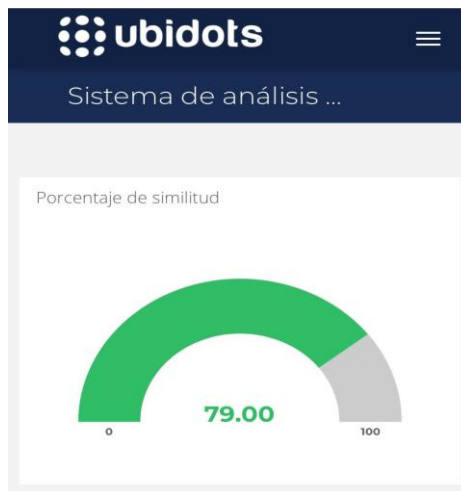 ubidots
Sistema de análisis ...
Porcentaje de similitud
79.00
0
100